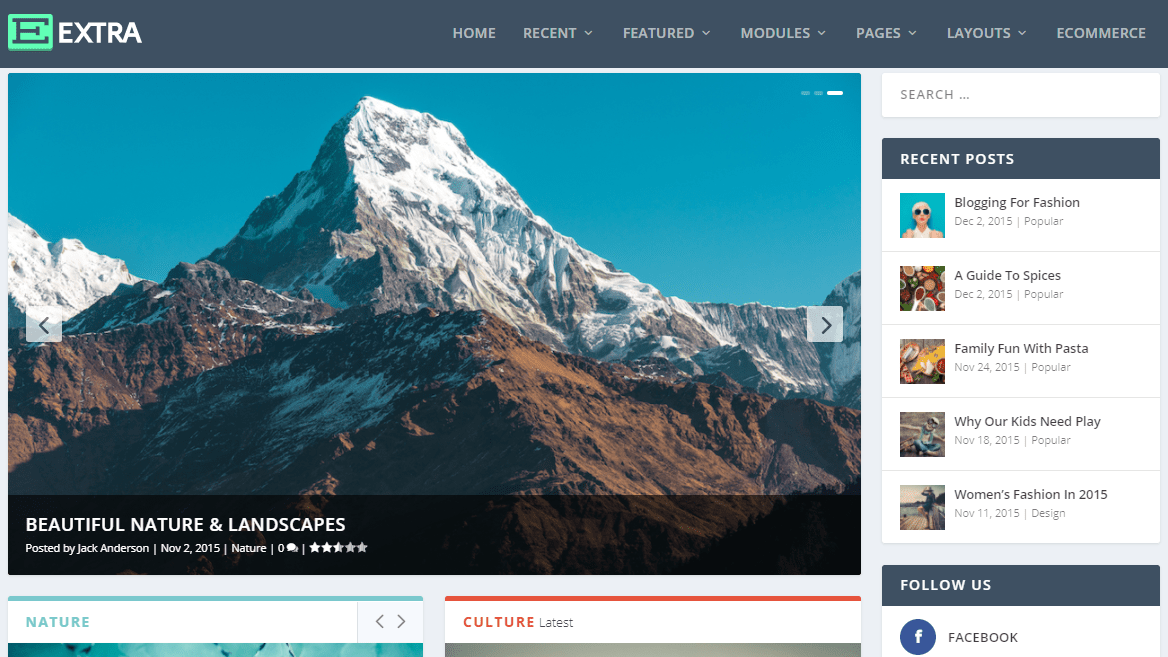 EXTRA
HOME RECENT FEATURED MODULES PAGES LAYOUTS ECOMMERCE
SEARCH …
RECENT POSTS
Blogging For Fashion
Dec 2, 2015 | Popular
A Guide To Spices
Dec 2, 2015 | Popular
Family Fun With Pasta
Nov 24, 2015 | Popular
Why Our Kids Need Play
Nov 18, 2015 | Popular
Women’s Fashion In 2015
Nov 11, 2015 | Design
BEAUTIFUL NATURE & LANDSCAPES
Posted by Jack Anderson | Nov 2, 2015 | Nature | 0 |
FOLLOW US
FACEBOOK
NATURE
CULTURE Latest